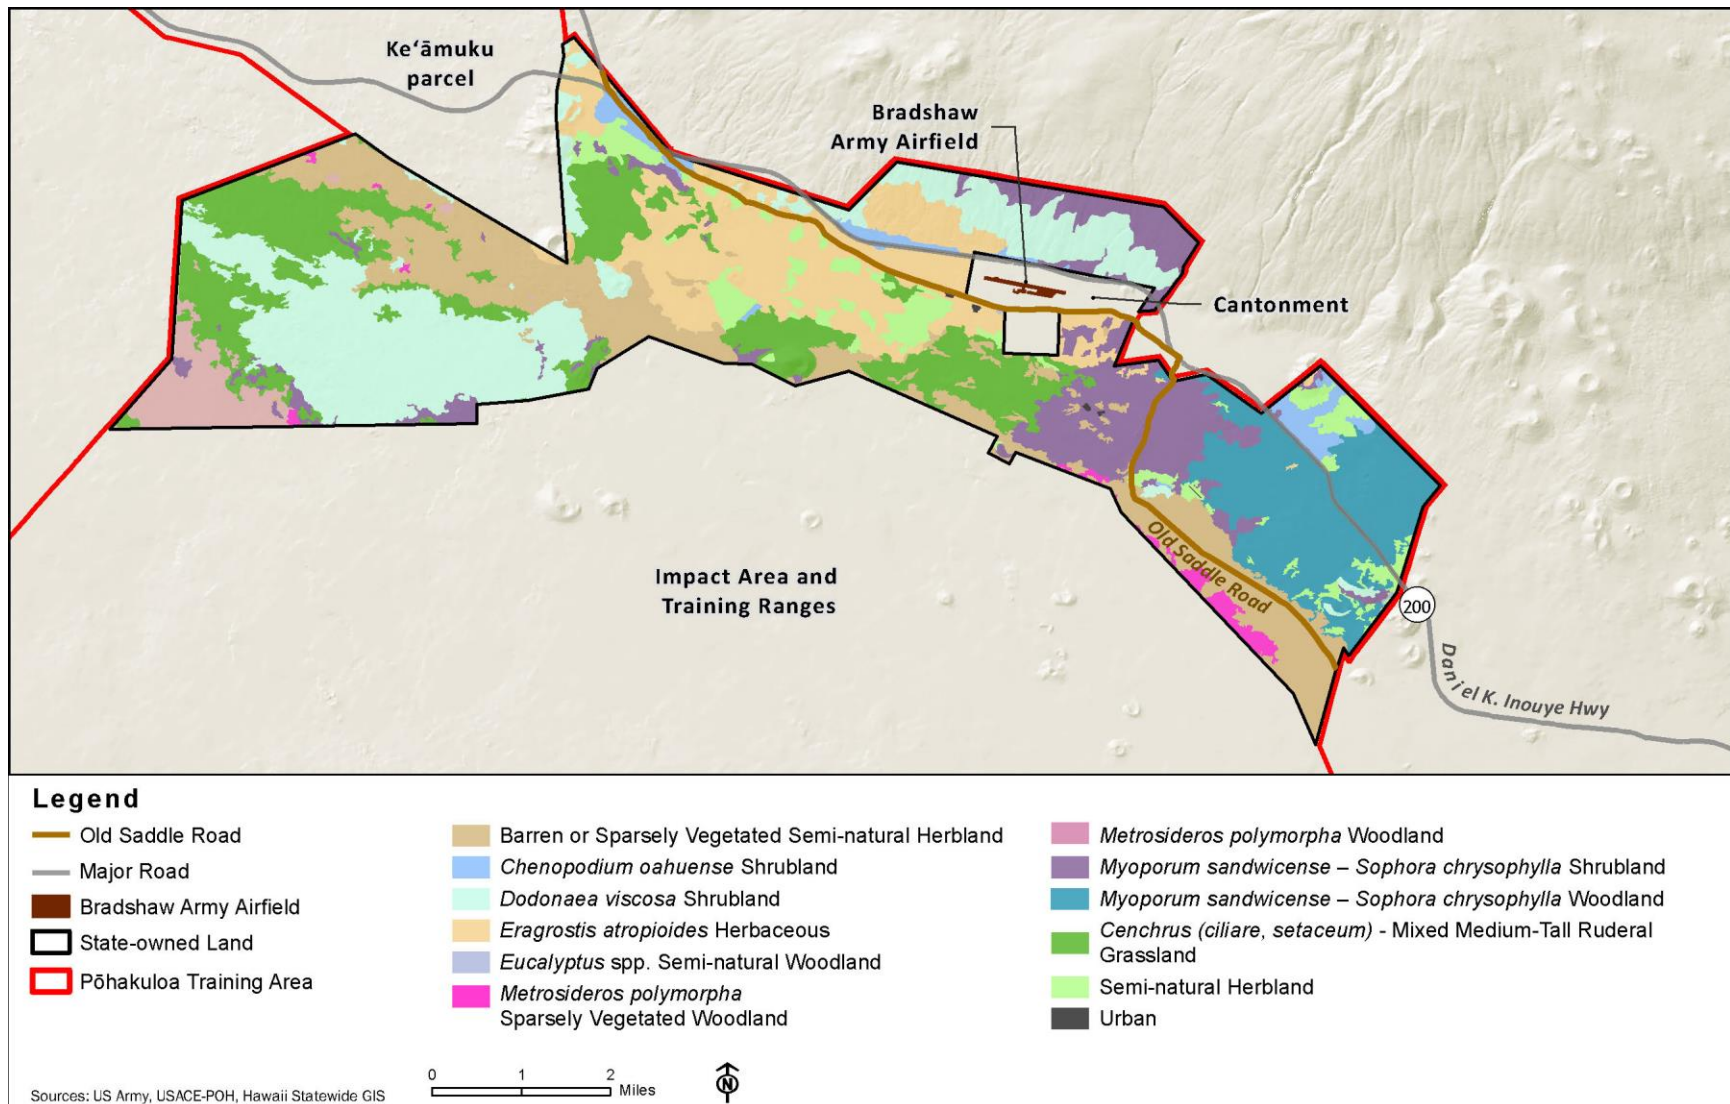 Keʻāmuku
parcel
Bradshaw
Army Airfield
Cantonment
Impact Area and
Training Ranges
Old Saddle Road
200
Daniel K. Inouye Hwy
Legend
Old Saddle Road
Major Road
Bradshaw Army Airfield
State-owned Land
Pōhakuloa Training Area
Barren or Sparsely Vegetated Semi-natural Herbland
Chenopodium oahuense Shrubland
Dodonaea viscosa Shrubland
Eragrostis atropioides Herbaceous
Eucalyptus spp. Semi-natural Woodland
Metrosideros polymorpha
Sparsely Vegetated Woodland
Metrosideros polymorpha Woodland
Myoporum sandwicense – Sophora chrysophylla Shrubland
Myoporum sandwicense – Sophora chrysophylla Woodland
Cenchrus (ciliare, setaceum) - Mixed Medium-Tall Ruderal
Grassland
Semi-natural Herbland
Urban
Sources: US Army, USACE-POH, Hawaii Statewide GIS
0 1 2
Miles
N